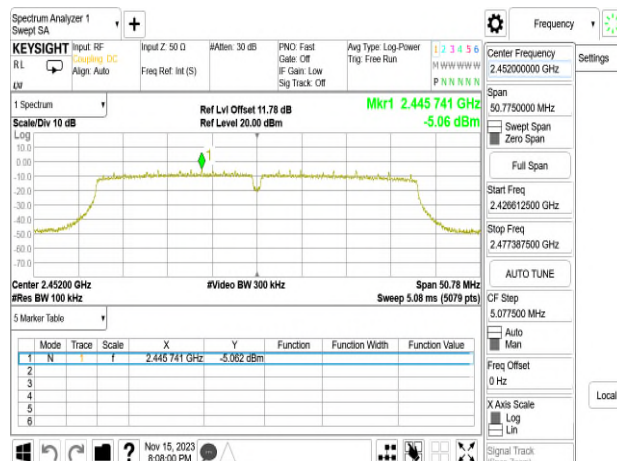 Spectrum Analyzer 1
Swept SA
+
Frequency
KEYSIGHT
Input: RF
Coupling: DC
Align: Auto
Input Z: 50 Ω
Freq Ref: Int (S)
#Atten: 30 dB
PNO: Fast
Gate: Off
IF Gain: Low
Sig Track: Off
Avg Type: Log-Power
Trig: Free Run
1 2 3 4 5 6
M W W W W W
P N N N N N
RL
LXI
Center Frequency
2.452000000 GHz
Settings
Span
50.7750000 MHz
Swept Span
Zero Span
Full Span
Start Freq
2.426612500 GHz
Stop Freq
2.477387500 GHz
AUTO TUNE
CF Step
5.077500 MHz
Auto
Man
Freq Offset
0 Hz
X Axis Scale
Log
Lin
Local
Signal Track
1 Spectrum
Scale/Div 10 dB
Ref Lvl Offset 11.78 dB
Ref Level 20.00 dBm
Mkr1 2.445 741 GHz
-5.06 dBm
Log
10.0
0.00
-10.0
-20.0
-30.0
-40.0
-50.0
-60.0
-70.0
1
Center 2.45200 GHz
#Res BW 100 kHz
#Video BW 300 kHz
Span 50.78 MHz
Sweep 5.08 ms (5079 pts)
5 Marker Table
Mode Trace Scale X Y Function Function Width Function Value
1 N 1 f 2.445 741 GHz -5.062 dBm
2
3
4
5
6
?
Nov 15, 2023
8:08:00 PM